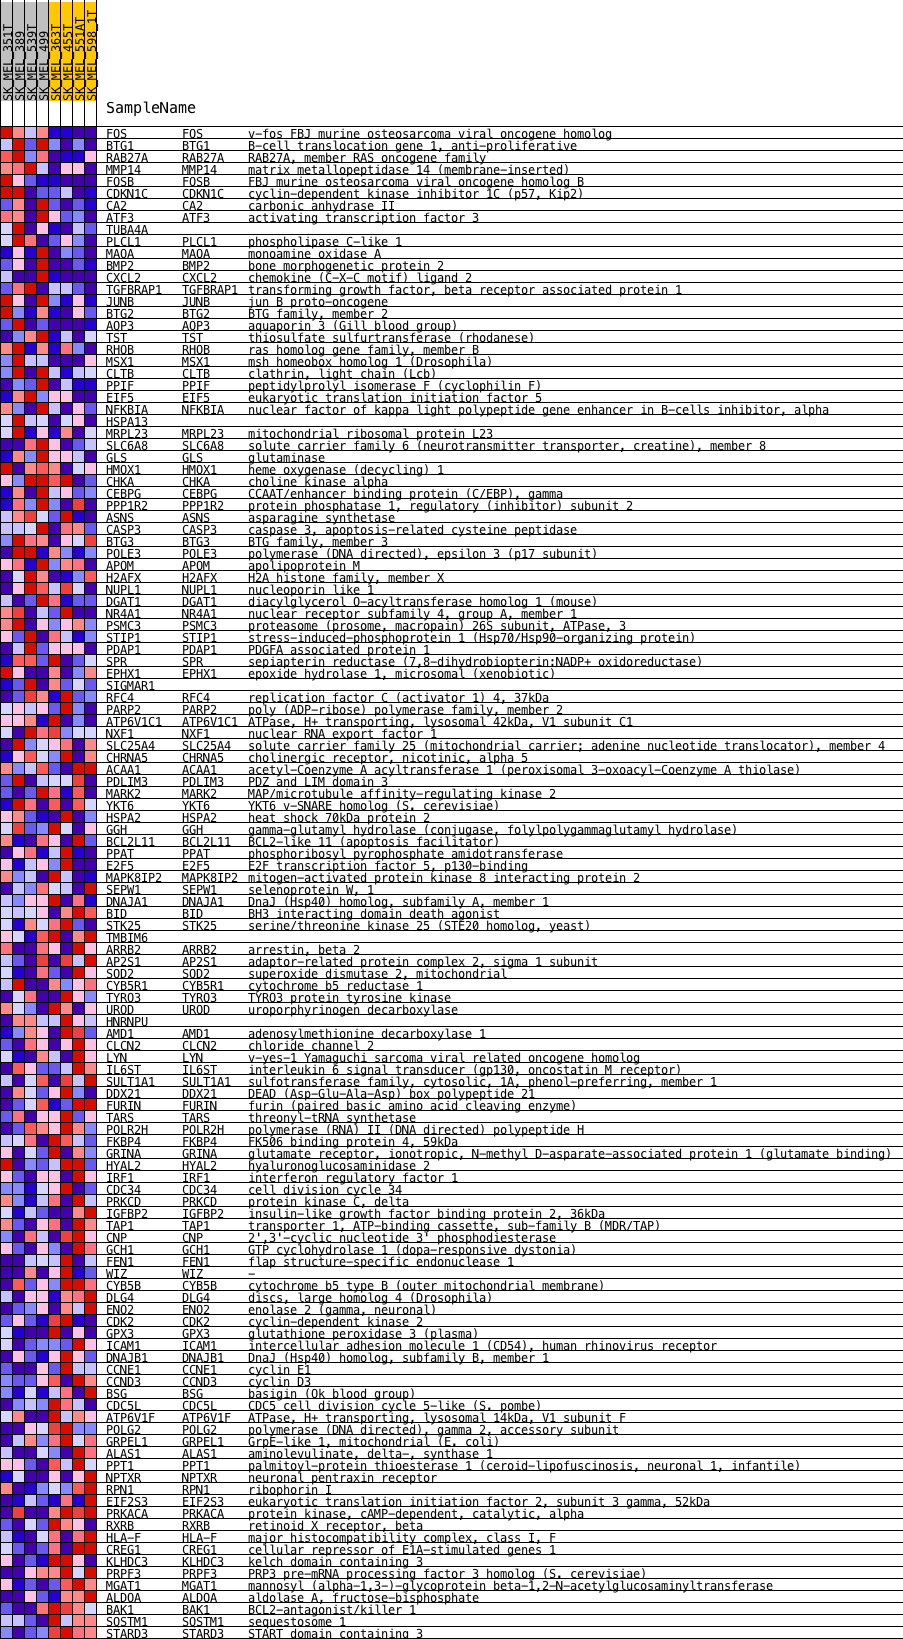 SK_MEL_351T
SK_MEL_389
SK_MEL_539T
SK_MEL_499
SK_MEL_363T
SK_MEL_455T
SK_MEL_551AT
SK_MEL_598_1T
SampleName
FOS FOS v-fos FBJ murine osteosarcoma viral oncogene homolog
BTG1 BTG1 B-cell translocation gene 1, anti-proliferative
RAB27A RAB27A RAB27A, member RAS oncogene family
MMP14 MMP14 matrix metallopeptidase 14 (membrane-inserted)
FOSB FOSB FBJ murine osteosarcoma viral oncogene homolog B
CDKN1C CDKN1C cyclin-dependent kinase inhibitor 1C (p57, Kip2)
CA2 CA2 carbonic anhydrase II
ATF3 ATF3 activating transcription factor 3
TUBA4A
PLCL1 PLCL1 phospholipase C-like 1
MAOA MAOA monoamine oxidase A
BMP2 BMP2 bone morphogenetic protein 2
CXCL2 CXCL2 chemokine (C-X-C motif) ligand 2
TGFBRAP1 TGFBRAP1 transforming growth factor, beta receptor associated protein 1
JUNB JUNB jun B proto-oncogene
BTG2 BTG2 BTG family, member 2
AQP3 AQP3 aquaporin 3 (Gill blood group)
TST TST thiosulfate sulfurtransferase (rhodanese)
RHOB RHOB ras homolog gene family, member B
MSX1 MSX1 msh homeobox homolog 1 (Drosophila)
CLTB CLTB clathrin, light chain (Lcb)
PPIF PPIF peptidylprolyl isomerase F (cyclophilin F)
EIF5 EIF5 eukaryotic translation initiation factor 5
NFKBIA NFKBIA nuclear factor of kappa light polypeptide gene enhancer in B-cells inhibitor, alpha
HSPA13
MRPL23 MRPL23 mitochondrial ribosomal protein L23
SLC6A8 SLC6A8 solute carrier family 6 (neurotransmitter transporter, creatine), member 8
GLS GLS glutaminase
HMOX1 HMOX1 heme oxygenase (decycling) 1
CHKA CHKA choline kinase alpha
CEBPG CEBPG CCAAT/enhancer binding protein (C/EBP), gamma
PPP1R2 PPP1R2 protein phosphatase 1, regulatory (inhibitor) subunit 2
ASNS ASNS asparagine synthetase
CASP3 CASP3 caspase 3, apoptosis-related cysteine peptidase
BTG3 BTG3 BTG family, member 3
POLE3 POLE3 polymerase (DNA directed), epsilon 3 (p17 subunit)
APOM APOM apolipoprotein M
H2AFX H2AFX H2A histone family, member X
NUPL1 NUPL1 nucleoporin like 1
DGAT1 DGAT1 diacylglycerol O-acyltransferase homolog 1 (mouse)
NR4A1 NR4A1 nuclear receptor subfamily 4, group A, member 1
PSMC3 PSMC3 proteasome (prosome, macropain) 26S subunit, ATPase, 3
STIP1 STIP1 stress-induced-phosphoprotein 1 (Hsp70/Hsp90-organizing protein)
PDAP1 PDAP1 PDGFA associated protein 1
SPR SPR sepiapterin reductase (7,8-dihydrobiopterin:NADP+ oxidoreductase)
EPHX1 EPHX1 epoxide hydrolase 1, microsomal (xenobiotic)
SIGMAR1
RFC4 RFC4 replication factor C (activator 1) 4, 37kDa
PARP2 PARP2 poly (ADP-ribose) polymerase family, member 2
ATP6V1C1 ATP6V1C1 ATPase, H+ transporting, lysosomal 42kDa, V1 subunit C1
NXF1 NXF1 nuclear RNA export factor 1
SLC25A4 SLC25A4 solute carrier family 25 (mitochondrial carrier; adenine nucleotide translocator), member 4
CHRNA5 CHRNA5 cholinergic receptor, nicotinic, alpha 5
ACAA1 ACAA1 acetyl-Coenzyme A acyltransferase 1 (peroxisomal 3-oxoacyl-Coenzyme A thiolase)
PDLIM3 PDLIM3 PDZ and LIM domain 3
MARK2 MARK2 MAP/microtubule affinity-regulating kinase 2
YKT6 YKT6 YKT6 v-SNARE homolog (S. cerevisiae)
HSPA2 HSPA2 heat shock 70kDa protein 2
GGH GGH gamma-glutamyl hydrolase (conjugase, folylpolygammaglutamyl hydrolase)
BCL2L11 BCL2L11 BCL2-like 11 (apoptosis facilitator)
PPAT PPAT phosphoribosyl pyrophosphate amidotransferase
E2F5 E2F5 E2F transcription factor 5, p130-binding
MAPK8IP2 MAPK8IP2 mitogen-activated protein kinase 8 interacting protein 2
SEPW1 SEPW1 selenoprotein W, 1
DNAJA1 DNAJA1 DnaJ (Hsp40) homolog, subfamily A, member 1
BID BID BH3 interacting domain death agonist
STK25 STK25 serine/threonine kinase 25 (STE20 homolog, yeast)
TMBIM6
ARRB2 ARRB2 arrestin, beta 2
AP2S1 AP2S1 adaptor-related protein complex 2, sigma 1 subunit
SOD2 SOD2 superoxide dismutase 2, mitochondrial
CYB5R1 CYB5R1 cytochrome b5 reductase 1
TYRO3 TYRO3 TYRO3 protein tyrosine kinase
UROD UROD uroporphyrinogen decarboxylase
HNRNPU
AMD1 AMD1 adenosylmethionine decarboxylase 1
CLCN2 CLCN2 chloride channel 2
LYN LYN v-yes-1 Yamaguchi sarcoma viral related oncogene homolog
IL6ST IL6ST interleukin 6 signal transducer (gp130, oncostatin M receptor)
SULT1A1 SULT1A1 sulfotransferase family, cytosolic, 1A, phenol-preferring, member 1
DDX21 DDX21 DEAD (Asp-Glu-Ala-Asp) box polypeptide 21
FURIN FURIN furin (paired basic amino acid cleaving enzyme)
TARS TARS threonyl-tRNA synthetase
POLR2H POLR2H polymerase (RNA) II (DNA directed) polypeptide H
FKBP4 FKBP4 FK506 binding protein 4, 59kDa
GRINA GRINA glutamate receptor, ionotropic, N-methyl D-asparate-associated protein 1 (glutamate binding)
HYAL2 HYAL2 hyaluronoglucosaminidase 2
IRF1 IRF1 interferon regulatory factor 1
CDC34 CDC34 cell division cycle 34
PRKCD PRKCD protein kinase C, delta
IGFBP2 IGFBP2 insulin-like growth factor binding protein 2, 36kDa
TAP1 TAP1 transporter 1, ATP-binding cassette, sub-family B (MDR/TAP)
CNP CNP 2',3'-cyclic nucleotide 3' phosphodiesterase
GCH1 GCH1 GTP cyclohydrolase 1 (dopa-responsive dystonia)
FEN1 FEN1 flap structure-specific endonuclease 1
WIZ WIZ -
CYB5B CYB5B cytochrome b5 type B (outer mitochondrial membrane)
DLG4 DLG4 discs, large homolog 4 (Drosophila)
ENO2 ENO2 enolase 2 (gamma, neuronal)
CDK2 CDK2 cyclin-dependent kinase 2
GPX3 GPX3 glutathione peroxidase 3 (plasma)
ICAM1 ICAM1 intercellular adhesion molecule 1 (CD54), human rhinovirus receptor
DNAJB1 DNAJB1 DnaJ (Hsp40) homolog, subfamily B, member 1
CCNE1 CCNE1 cyclin E1
CCND3 CCND3 cyclin D3
BSG BSG basigin (Ok blood group)
CDC5L CDC5L CDC5 cell division cycle 5-like (S. pombe)
ATP6V1F ATP6V1F ATPase, H+ transporting, lysosomal 14kDa, V1 subunit F
POLG2 POLG2 polymerase (DNA directed), gamma 2, accessory subunit
GRPEL1 GRPEL1 GrpE-like 1, mitochondrial (E. coli)
ALAS1 ALAS1 aminolevulinate, delta-, synthase 1
PPT1 PPT1 palmitoyl-protein thioesterase 1 (ceroid-lipofuscinosis, neuronal 1, infantile)
NPTXR NPTXR neuronal pentraxin receptor
RPN1 RPN1 ribophorin I
EIF2S3 EIF2S3 eukaryotic translation initiation factor 2, subunit 3 gamma, 52kDa
PRKACA PRKACA protein kinase, cAMP-dependent, catalytic, alpha
RXRB RXRB retinoid X receptor, beta
HLA-F HLA-F major histocompatibility complex, class I, F
CREG1 CREG1 cellular repressor of E1A-stimulated genes 1
KLHDC3 KLHDC3 kelch domain containing 3
PRPF3 PRPF3 PRP3 pre-mRNA processing factor 3 homolog (S. cerevisiae)
MGAT1 MGAT1 mannosyl (alpha-1,3-)-glycoprotein beta-1,2-N-acetylglucosaminyltransferase
ALDOA ALDOA aldolase A, fructose-bisphosphate
BAK1 BAK1 BCL2-antagonist/killer 1
SQSTM1 SQSTM1 sequestosome 1
STARD3 STARD3 START domain containing 3